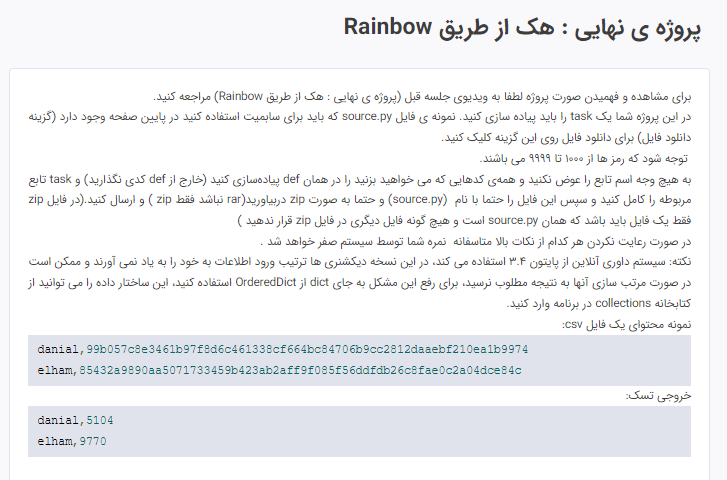 پروژه ی نهایی : هک از طریق Rainbow
برای مشاهده و فهمیدن صورت پروژه لطفا به ویدیوی جلسه قبل (پروژه ی نهایی : هک از طریق Rainbow) مراجعه کنید.
در این پروژه شما یک task را باید پیاده سازی کنید. نمونه ی فایل source.py که باید برای سابمیت استفاده کنید در پایین صفحه وجود دارد (گزینه
دانلود فایل) برای دانلود فایل روی این گزینه کلیک کنید.
توجه شود که رمز ها از ۱۰۰۰ تا ۹۹۹۹ می باشند.
به هیچ وجه اسم تابع را عوض نکنید و همه‌ی کدهایی که می خواهید بزنید را در همان def پیاده‌سازی کنید (خارج از def کدی نگذارید) و task تابع
مربوطه را کامل کنید و سپس این فایل را حتما با نام (source.py) و حتما به صورت zip دربیاورید(rar نباشد فقط zip ) و ارسال کنید.(در فایل zip
فقط یک فایل باید باشد که همان source.py است و هیچ گونه فایل دیگری در فایل zip قرار ندهید )
در صورت رعایت نکردن هر کدام از نکات بالا متاسفانه نمره شما توسط سیستم صفر خواهد شد .
نکته: سیستم داوری آنلاین از پایتون ۳.۴ استفاده می کند، در این نسخه دیکشنری ها ترتیب ورود اطلاعات به خود را به یاد نمی آورند و ممکن است
در صورت مرتب سازی آنها به نتیجه مطلوب نرسید، برای رفع این مشکل به جای dict از OrderedDict استفاده کنید، این ساختار داده را می توانید از
کتابخانه collections در برنامه وارد کنید.
نمونه محتوای یک فایل csv:
danial,99b057c8e3461b97f8d6c461338cf664bc84706b9cc2812daaebf210ea1b9974
elham,85432a9890aa5071733459b423ab2aff9f085f56ddfdb26c8fae0c2a04dce84c
خروجی تسک:
danial,5104
elham,9770